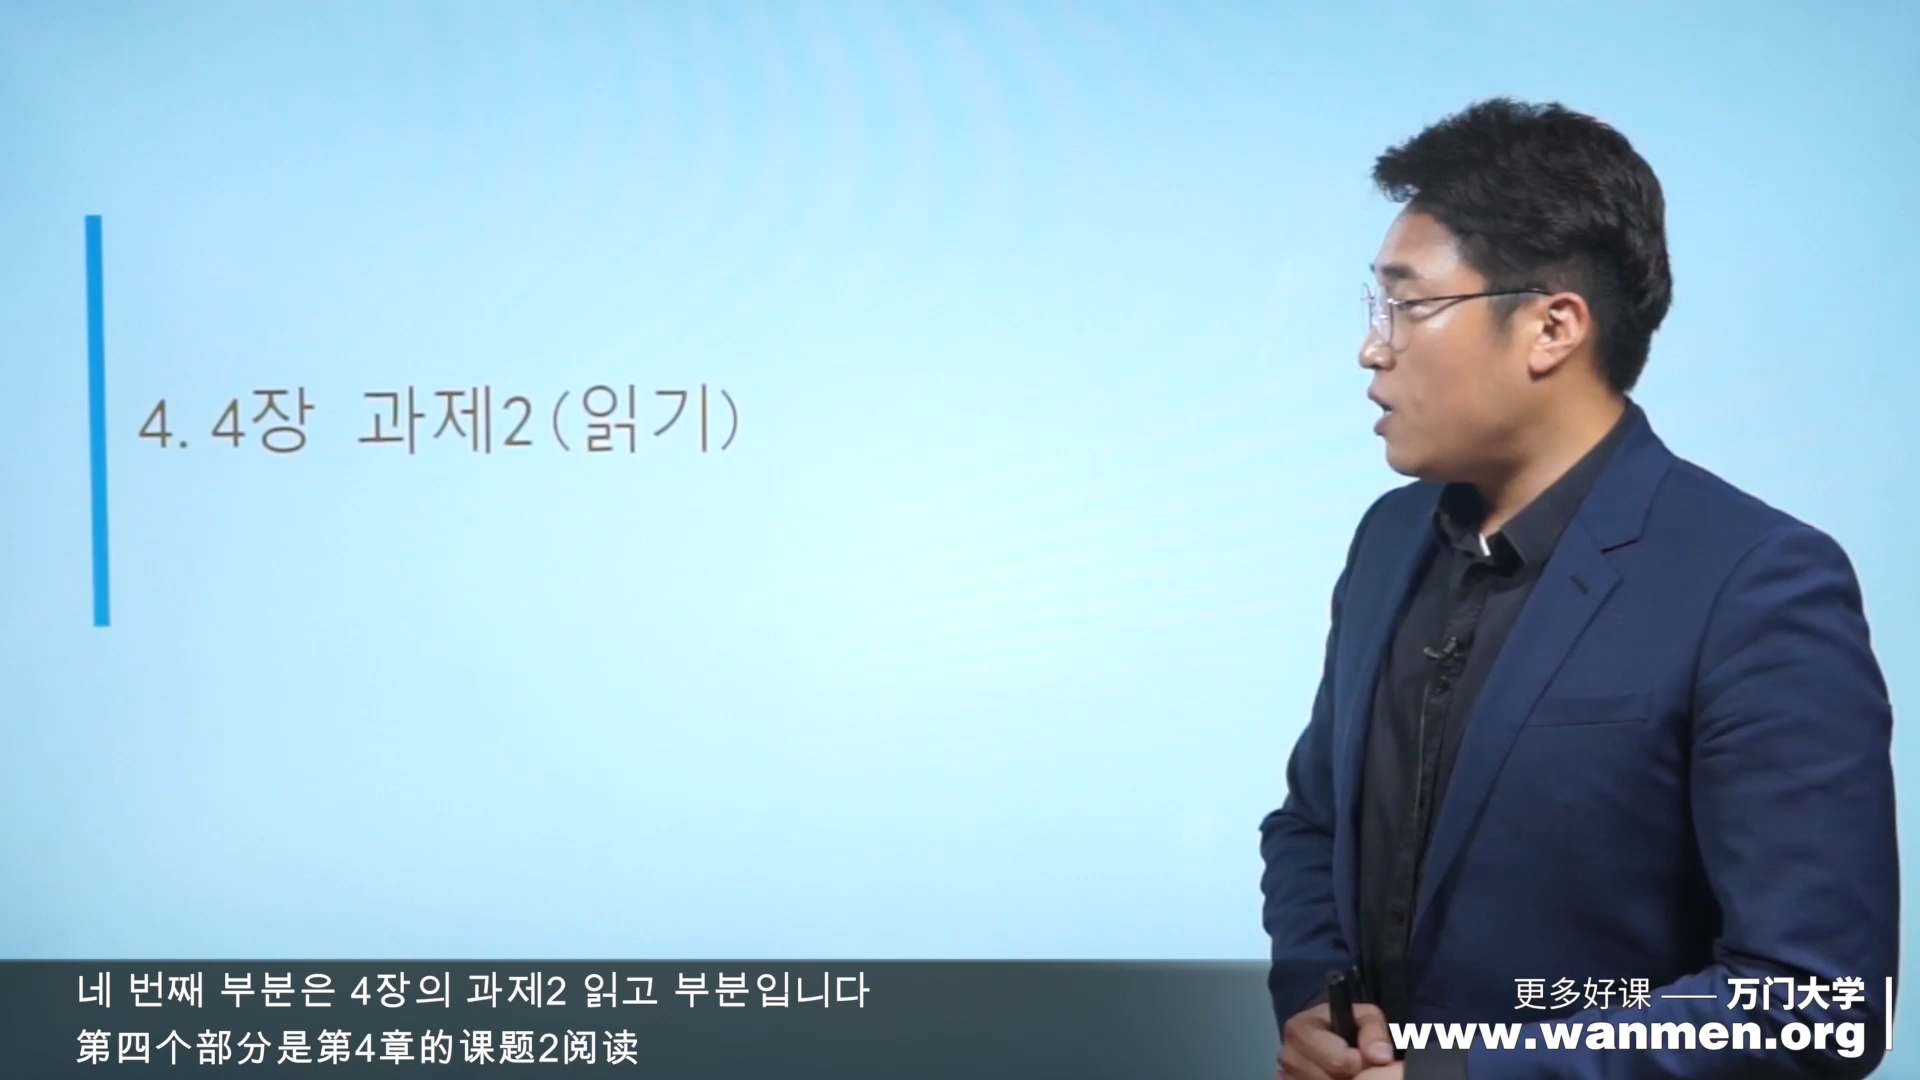 4. 4장 과제2(읽기)
네 번째 부분은 4장의 과제2 읽고 부분입니다
第四个部分是第4章的课题2阅读
更多好课 —— 万门大学
www.wanmen.org